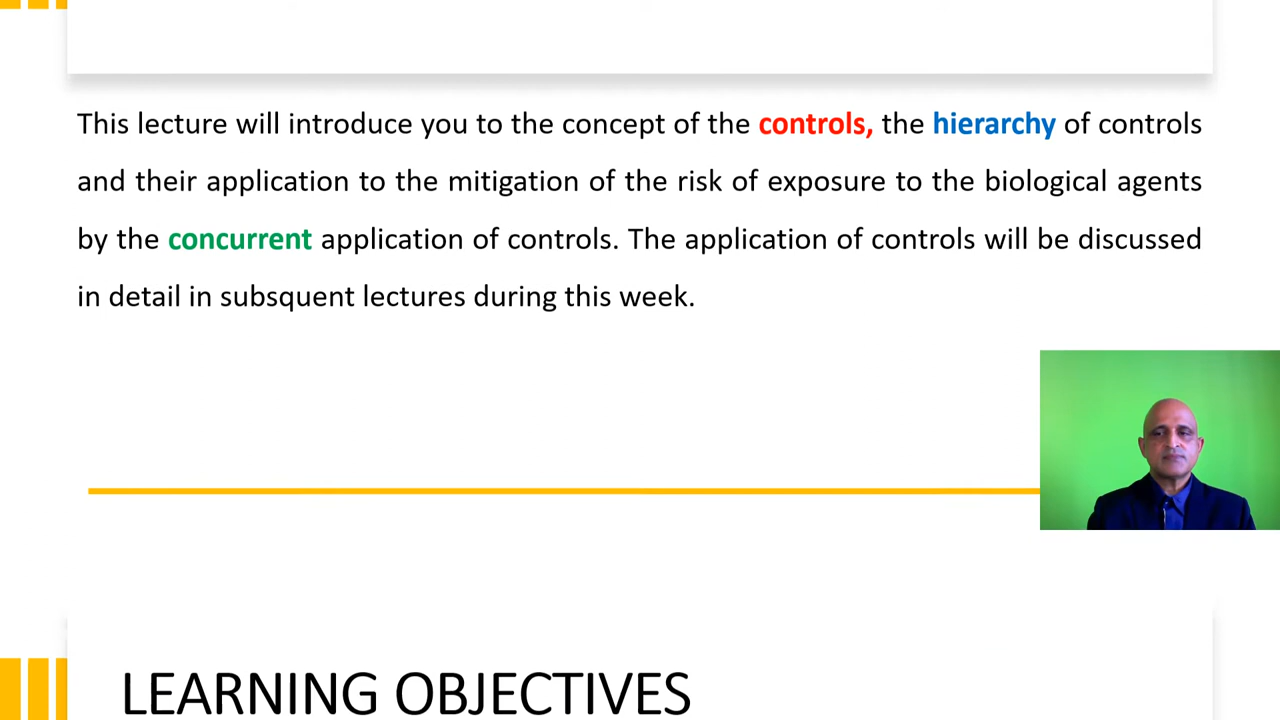 This lecture will introduce you to the concept of the controls, the hierarchy of controls
and their application to the mitigation of the risk of exposure to the biological agents
by the concurrent application of controls. The application of controls will be discussed
in detail in subsquent lectures during this week.
LEARNING OBJECTIVES